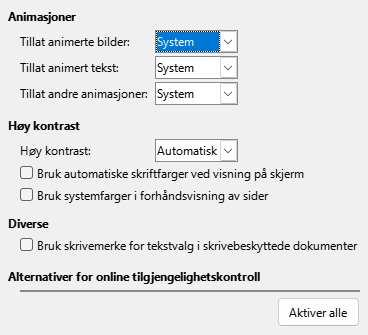 Animasjoner
Tillat animerte bilder: System
Tillat animert tekst: System
Tillat andre animasjoner: System
Høy kontrast
Høy kontrast: Automatisk
Bruk automatiske skriftfarger ved visning på skjerm
Bruk systemfarger i forhåndsvisning av sider
Diverse
Bruk skrivemerke for tekstvalg i skrivebeskyttede dokumenter
Alternativer for online tilgjengelighetskontroll
Aktiver alle